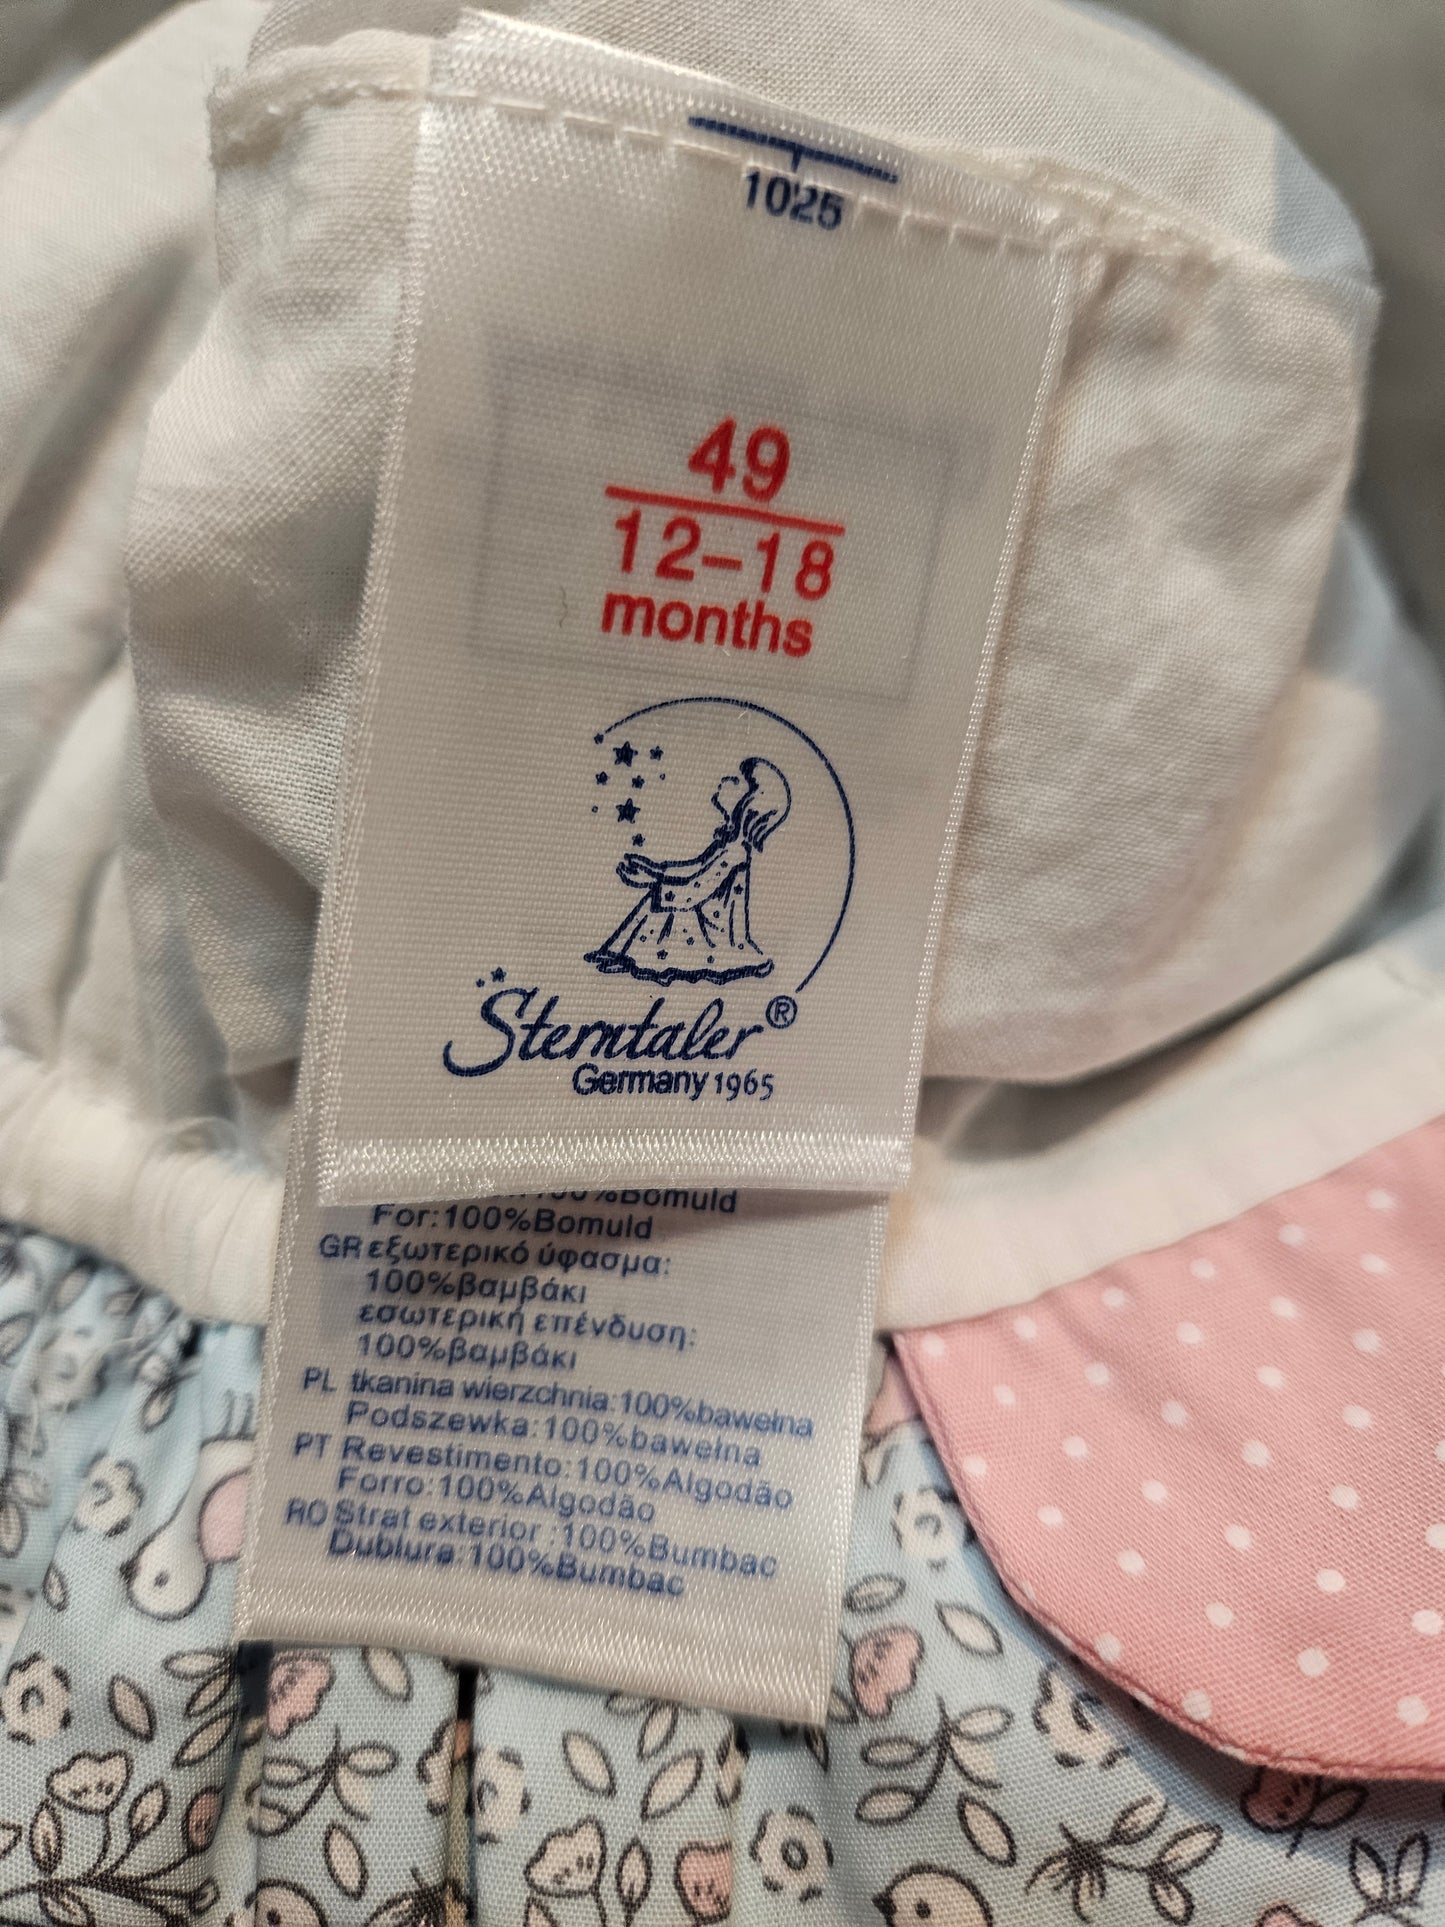 1025
49
12-18
months
Sterntaler®
Germany 1965
100%Bomuld
For:100%Bomuld
GR εξωτερικό ύφασμα:
100%βαμβάκι
εσωτερική επένδυση:
100%βαμβάκι
PL tkanina wierzchnia:100%bawełna
Podszewka:100%bawełna
PT Revestimento:100%Algodão
Forro:100%Algodão
RO Strat exterior :100%Bumbac
Dublura:100%Bumbac